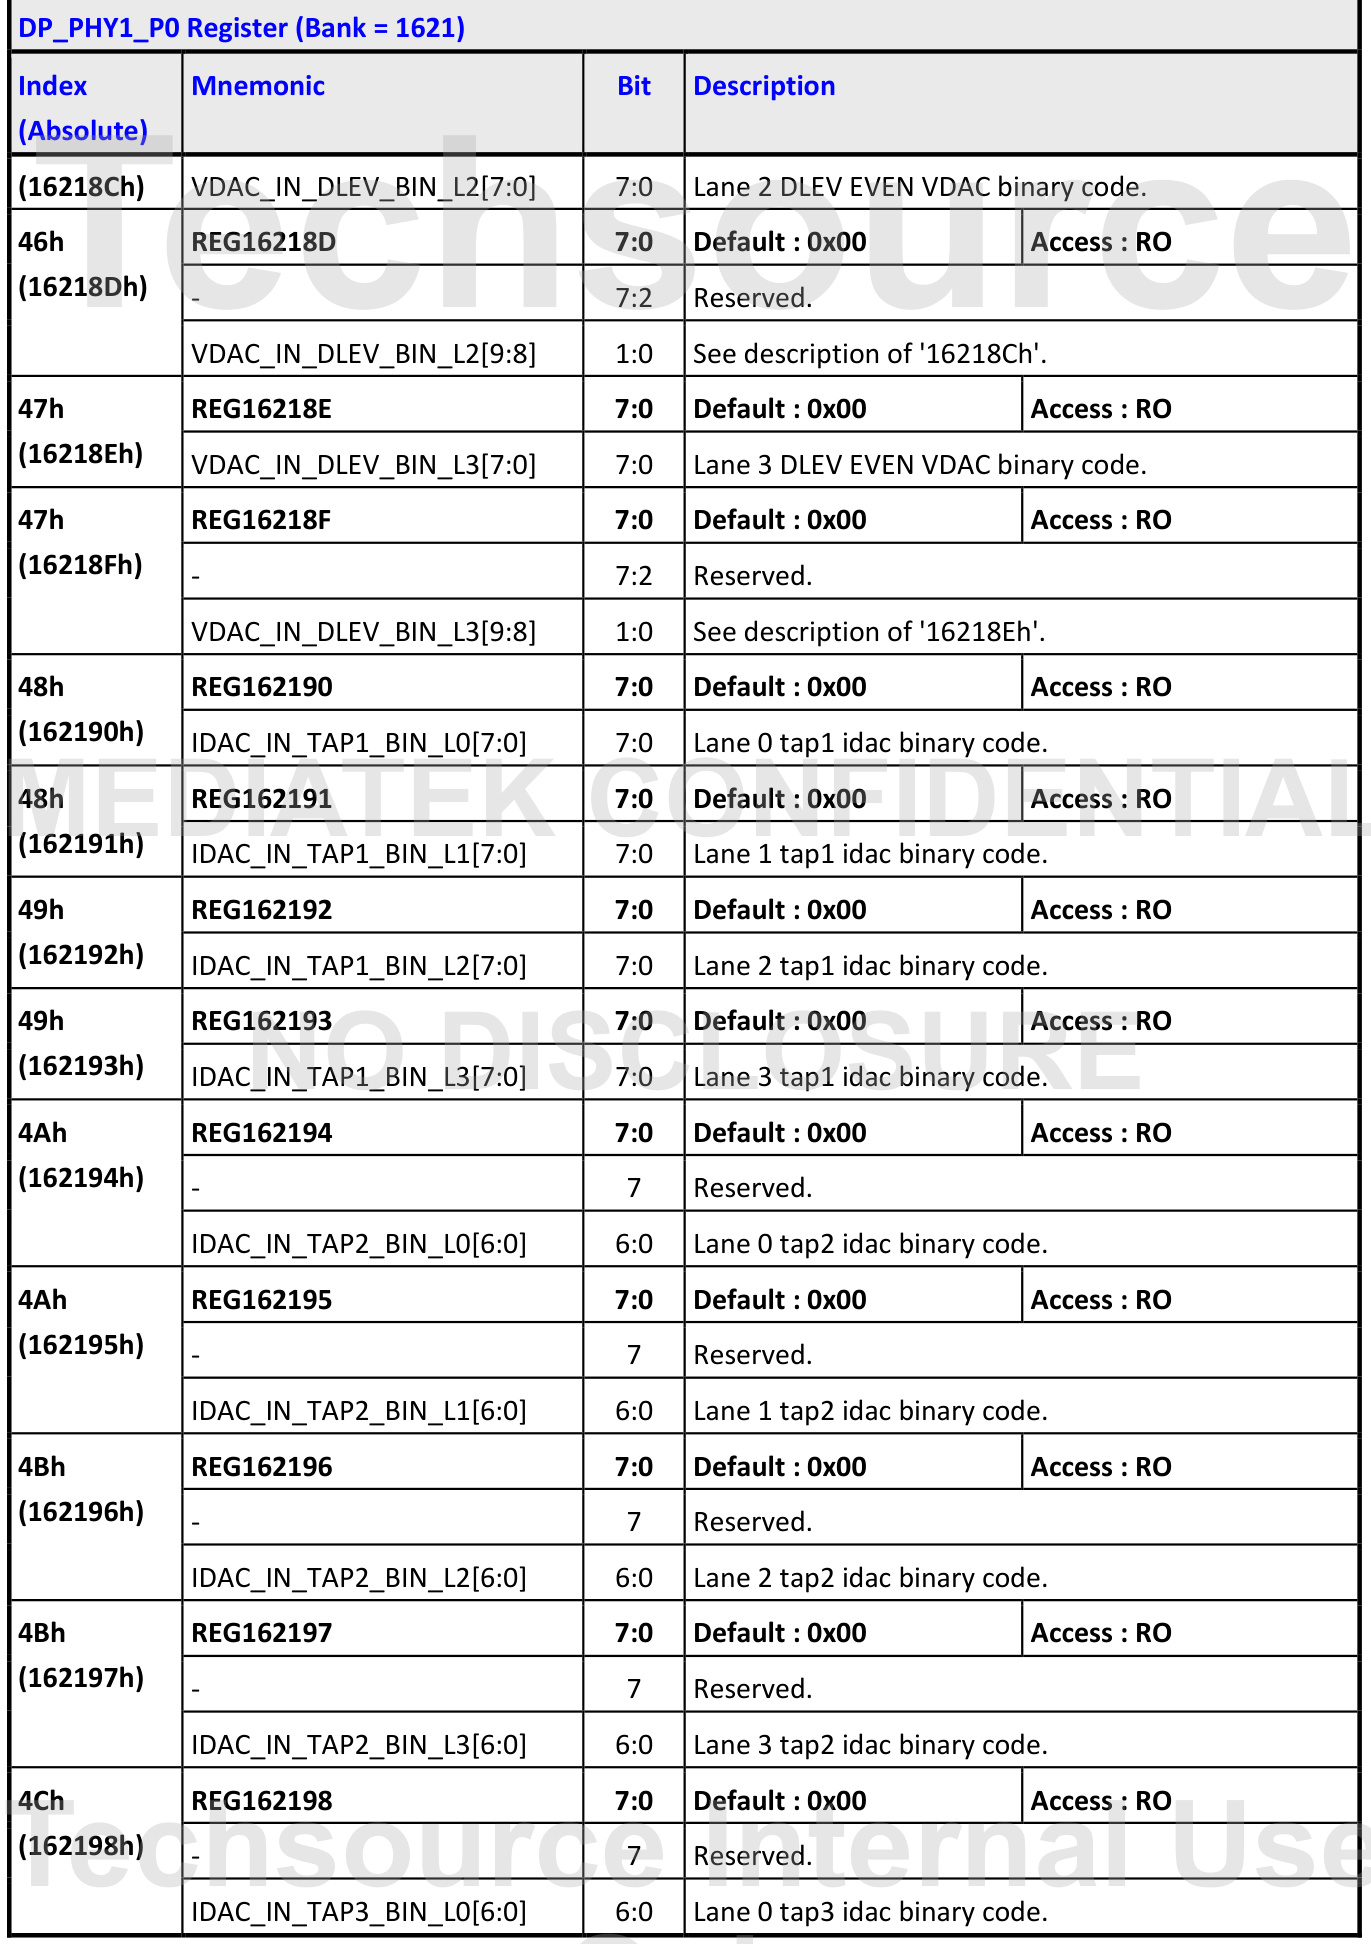 DP_PHY1_P0 Register (Bank = 1621)
Index (Absolute) Mnemonic Bit Description
(16218Ch) VDAC_IN_DLEV_BIN_L2[7:0] 7:0 Lane 2 DLEV EVEN VDAC binary code.
46h REG16218D 7:0 Default : 0x00 Access : RO
(16218Dh) - 7:2 Reserved.
VDAC_IN_DLEV_BIN_L2[9:8] 1:0 See description of '16218Ch'.
47h REG16218E 7:0 Default : 0x00 Access : RO
(16218Eh) VDAC_IN_DLEV_BIN_L3[7:0] 7:0 Lane 3 DLEV EVEN VDAC binary code.
47h REG16218F 7:0 Default : 0x00 Access : RO
(16218Fh) - 7:2 Reserved.
VDAC_IN_DLEV_BIN_L3[9:8] 1:0 See description of '16218Eh'.
48h REG162190 7:0 Default : 0x00 Access : RO
(162190h) IDAC_IN_TAP1_BIN_L0[7:0] 7:0 Lane 0 tap1 idac binary code.
48h REG162191 7:0 Default : 0x00 Access : RO
(162191h) IDAC_IN_TAP1_BIN_L1[7:0] 7:0 Lane 1 tap1 idac binary code.
49h REG162192 7:0 Default : 0x00 Access : RO
(162192h) IDAC_IN_TAP1_BIN_L2[7:0] 7:0 Lane 2 tap1 idac binary code.
49h REG162193 7:0 Default : 0x00 Access : RO
(162193h) IDAC_IN_TAP1_BIN_L3[7:0] 7:0 Lane 3 tap1 idac binary code.
4Ah REG162194 7:0 Default : 0x00 Access : RO
(162194h) - 7 Reserved.
IDAC_IN_TAP2_BIN_L0[6:0] 6:0 Lane 0 tap2 idac binary code.
4Ah REG162195 7:0 Default : 0x00 Access : RO
(162195h) - 7 Reserved.
IDAC_IN_TAP2_BIN_L1[6:0] 6:0 Lane 1 tap2 idac binary code.
4Bh REG162196 7:0 Default : 0x00 Access : RO
(162196h) - 7 Reserved.
IDAC_IN_TAP2_BIN_L2[6:0] 6:0 Lane 2 tap2 idac binary code.
4Bh REG162197 7:0 Default : 0x00 Access : RO
(162197h) - 7 Reserved.
IDAC_IN_TAP2_BIN_L3[6:0] 6:0 Lane 3 tap2 idac binary code.
4Ch REG162198 7:0 Default : 0x00 Access : RO
(162198h) - 7 Reserved.
IDAC_IN_TAP3_BIN_L0[6:0] 6:0 Lane 0 tap3 idac binary code.
Techsource
MEDIATEK CONFIDENTIAL
NO DISCLOSURE
Techsource Internal Use